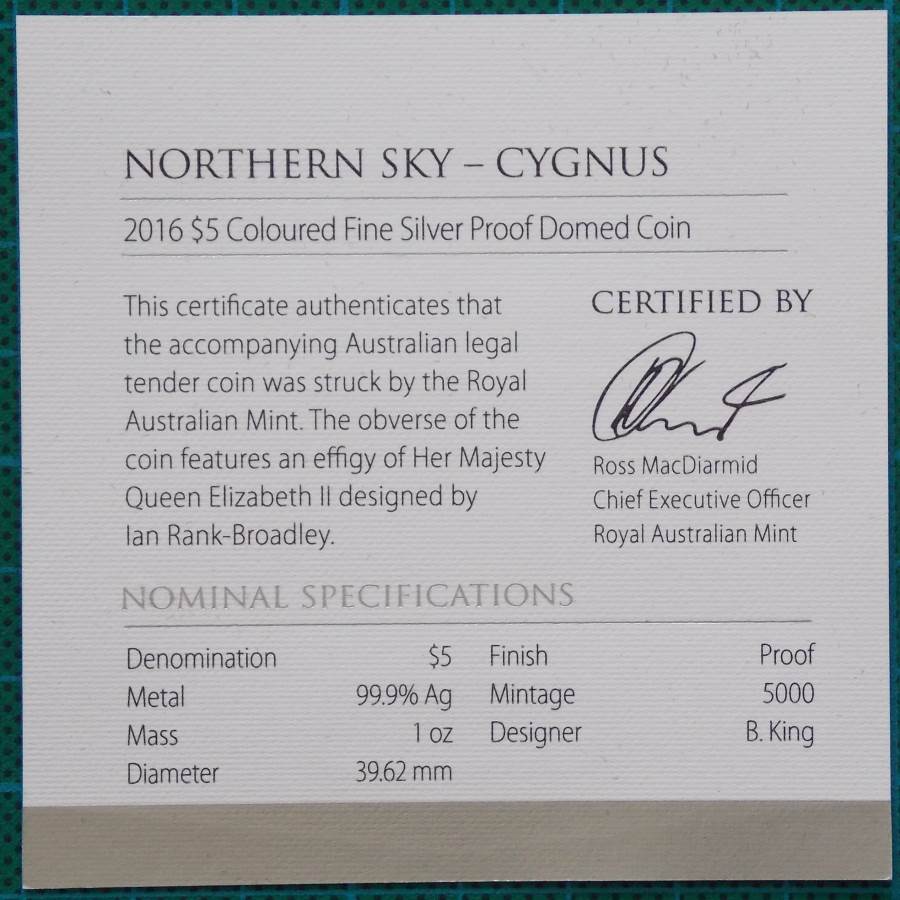 NORTHERN SKY – CYGNUS
2016 $5 Coloured Fine Silver Proof Domed Coin
This certificate authenticates that
the accompanying Australian legal
tender coin was struck by the Royal
Australian Mint. The obverse of the
coin features an effigy of Her Majesty
Queen Elizabeth II designed by
Ian Rank-Broadley.
CERTIFIED BY
Ross MacDiarmid
Chief Executive Officer
Royal Australian Mint
NOMINAL SPECIFICATIONS
Denomination $5 Finish Proof
Metal 99.9% Ag Mintage 5000
Mass 1 oz Designer B. King
Diameter 39.62 mm